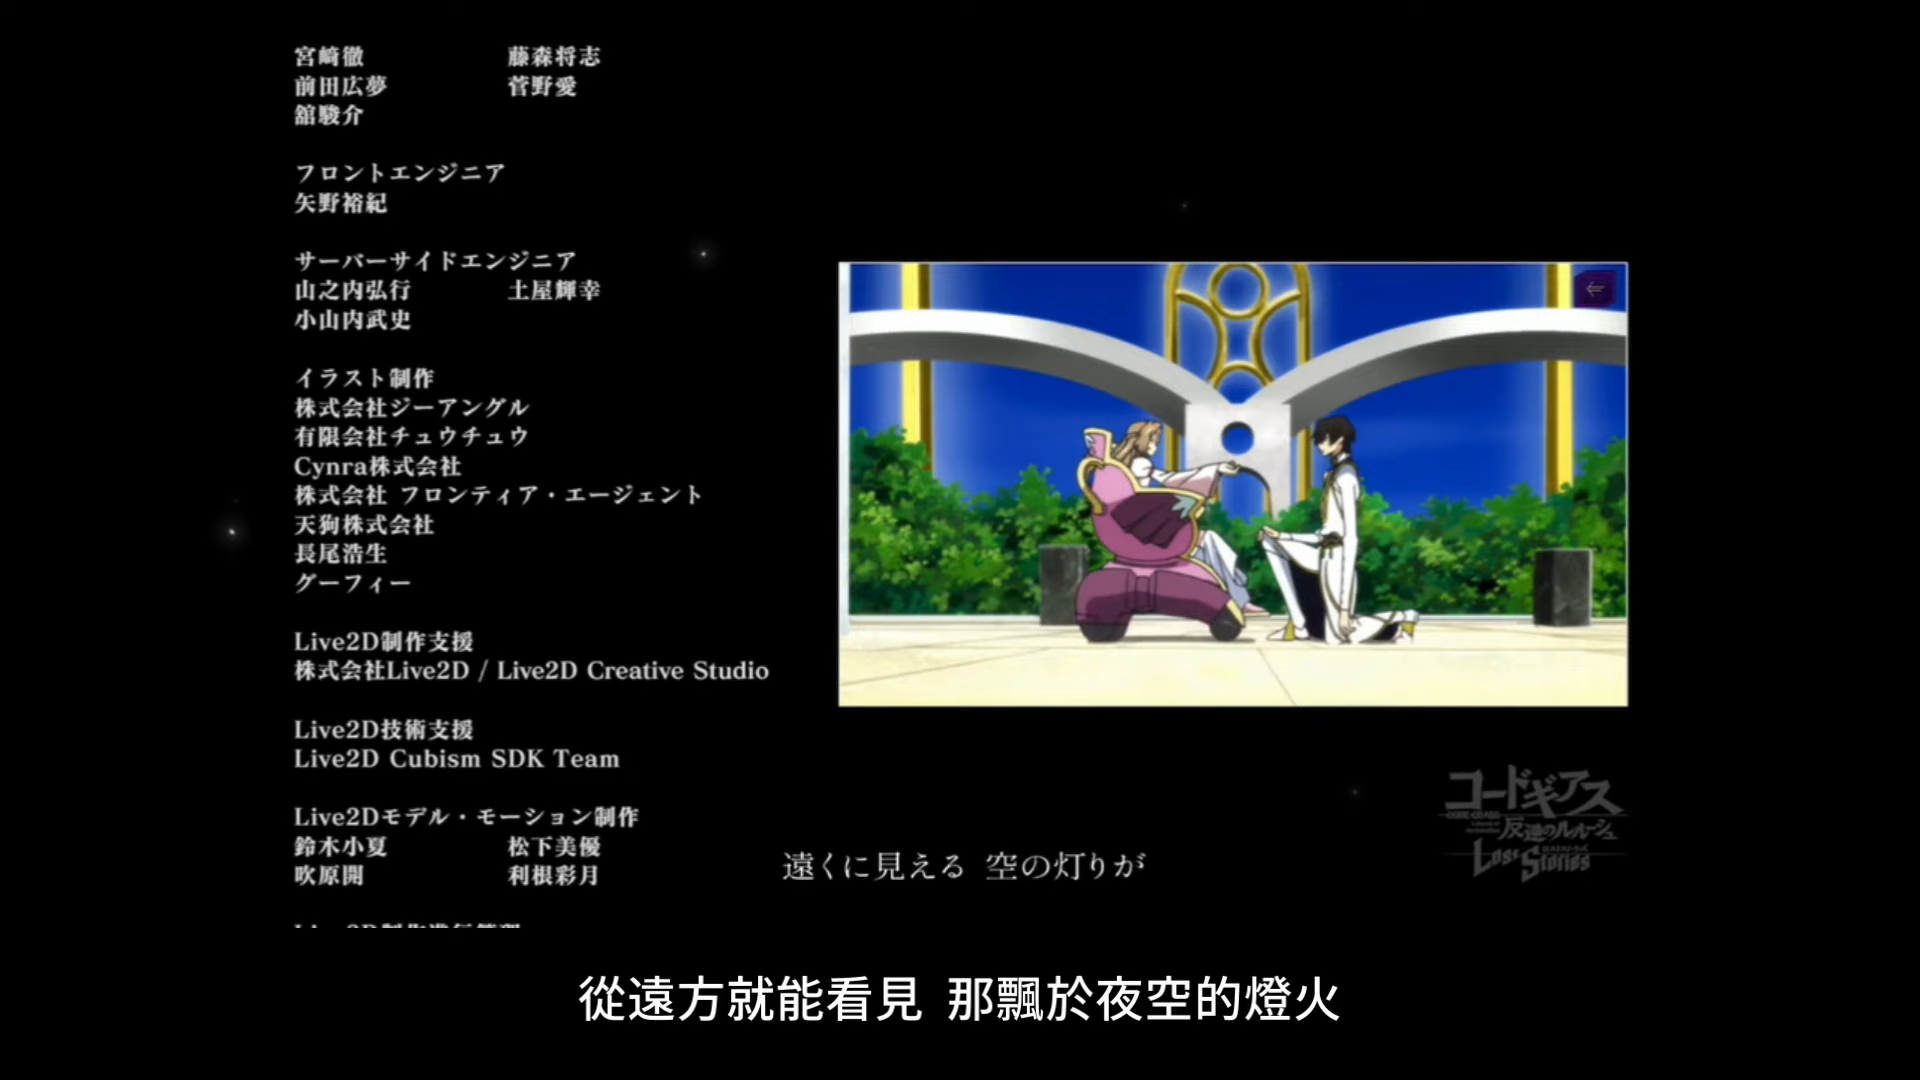 宮﨑徹 藤森将志
前田広夢 菅野愛
舘駿介
フロントエンジニア
矢野裕紀
サーバーサイドエンジニア
山之内弘行 土屋輝幸
小山内武史
イラスト制作
株式会社ジーアングル
有限会社チュウチュウ
Cynra株式会社
株式会社 フロンティア・エージェント
天狗株式会社
長尾浩生
グーフィー
Live2D制作支援
株式会社Live2D / Live2D Creative Studio
Live2D技術支援
Live2D Cubism SDK Team
Live2Dモデル・モーション制作
鈴木小夏 松下美優
吹原開 利根彩月
コードギアス
反逆のルルーシュ
Lost Stories
遠くに見える 空の灯りが
從遠方就能看見 那飄於夜空的燈火